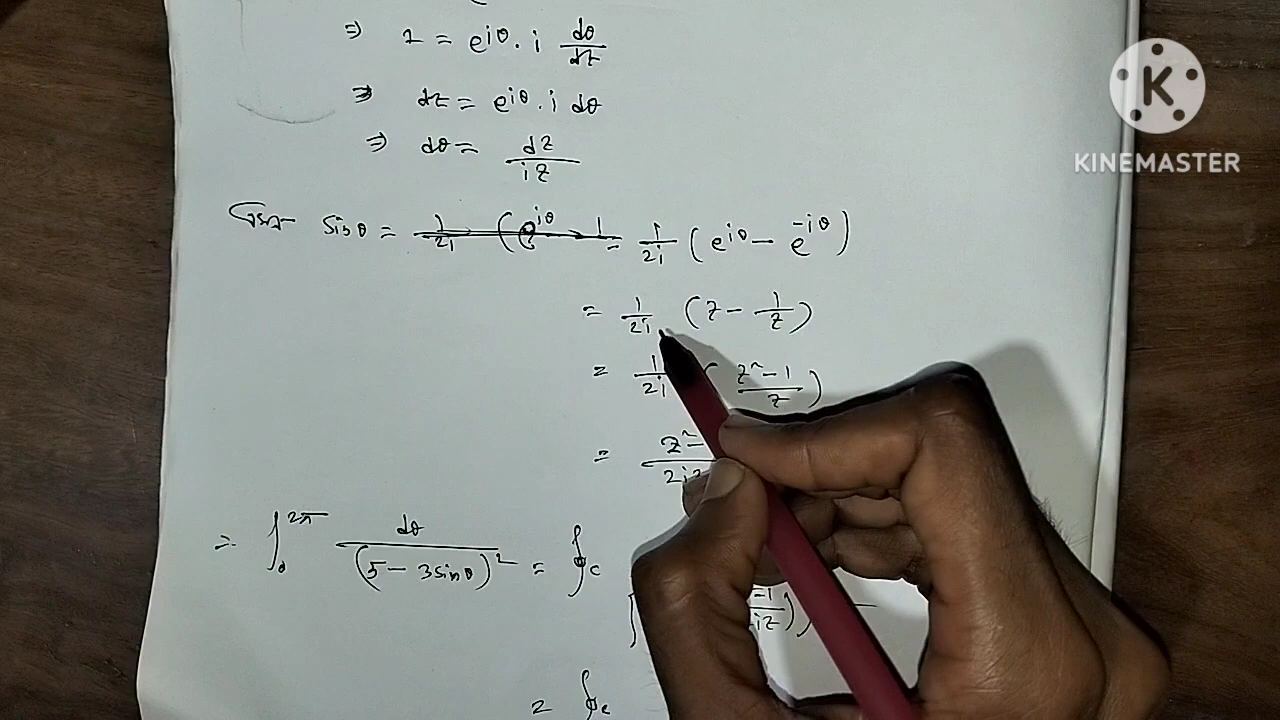 ⇒ 1 = e^{iθ} · i dθ/dz
⇒ dz = e^{iθ} · i dθ
⇒ dθ = dz/iz
K
KINEMASTER
sinθ = = 1/2i (e^{iθ} - e^{-iθ})
= 1/2i (z - 1/z)
= 1/2i (z² - 1/z)
= z² -
∴ ∫₀^{2π} dθ/(5 - 3sinθ)² = ∮c
= ∮c